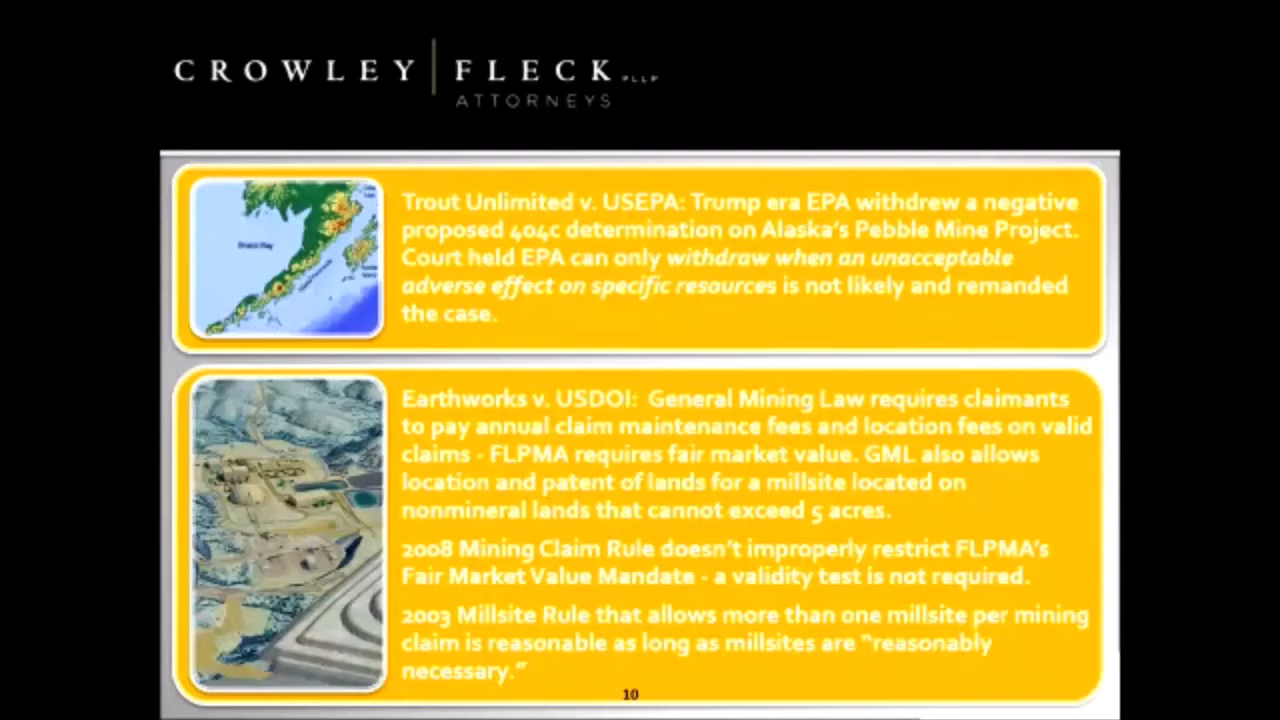 CROWLEY FLECK PLLP
ATTORNEYS
Trout Unlimited v. USEPA: Trump era EPA withdrew a negative
proposed 404c determination on Alaska's Pebble Mine Project.
Court held EPA can only withdraw when an unacceptable
adverse effect on specific resources is not likely and remanded
the case.
Bristol Bay
Earthworks v. USDOI: General Mining Law requires claimants
to pay annual claim maintenance fees and location fees on valid
claims - FLPMA requires fair market value. GML also allows
location and patent of lands for a millsite located on
nonmineral lands that cannot exceed 5 acres.
2008 Mining Claim Rule doesn't improperly restrict FLPMA's
Fair Market Value Mandate - a validity test is not required.
2003 Millsite Rule that allows more than one millsite per mining
claim is reasonable as long as millsites are "reasonably
necessary."
10